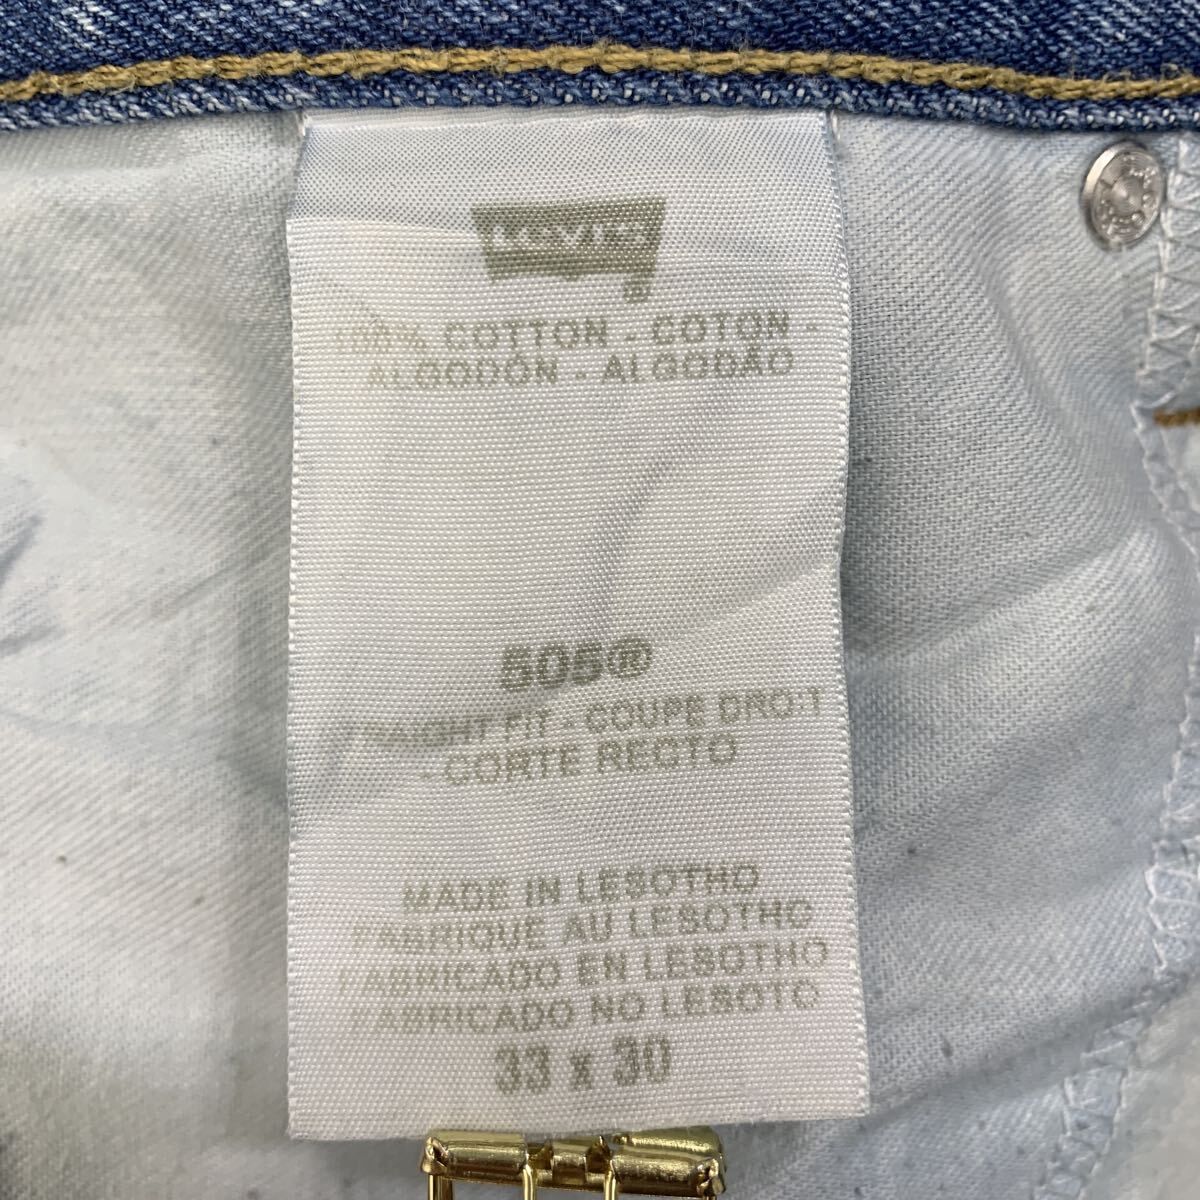 Levi's
®
100% COTTON - COTON -
ALGODÓN - ALGODÃO
505®
STRAIGHT FIT - COUPE DROIT
- CORTE RECTO
MADE IN LESOTHO
FABRIQUE AU LESOTHO
FABRICADO EN LESOTHO
FABRICADO NO LESOTO
33 x 30